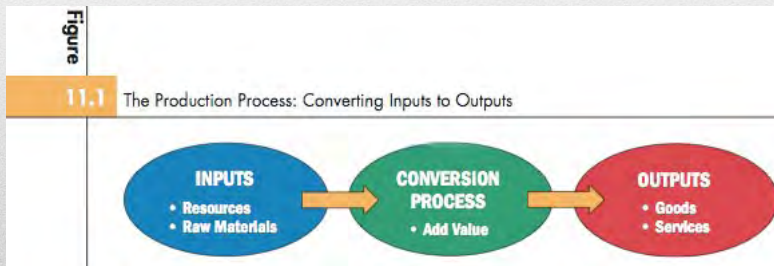 Figure
11.1 The Production Process: Converting Inputs to Outputs
INPUTS
• Resources
• Raw Materials
CONVERSION
PROCESS
• Add Value
OUTPUTS
• Goods
• Services